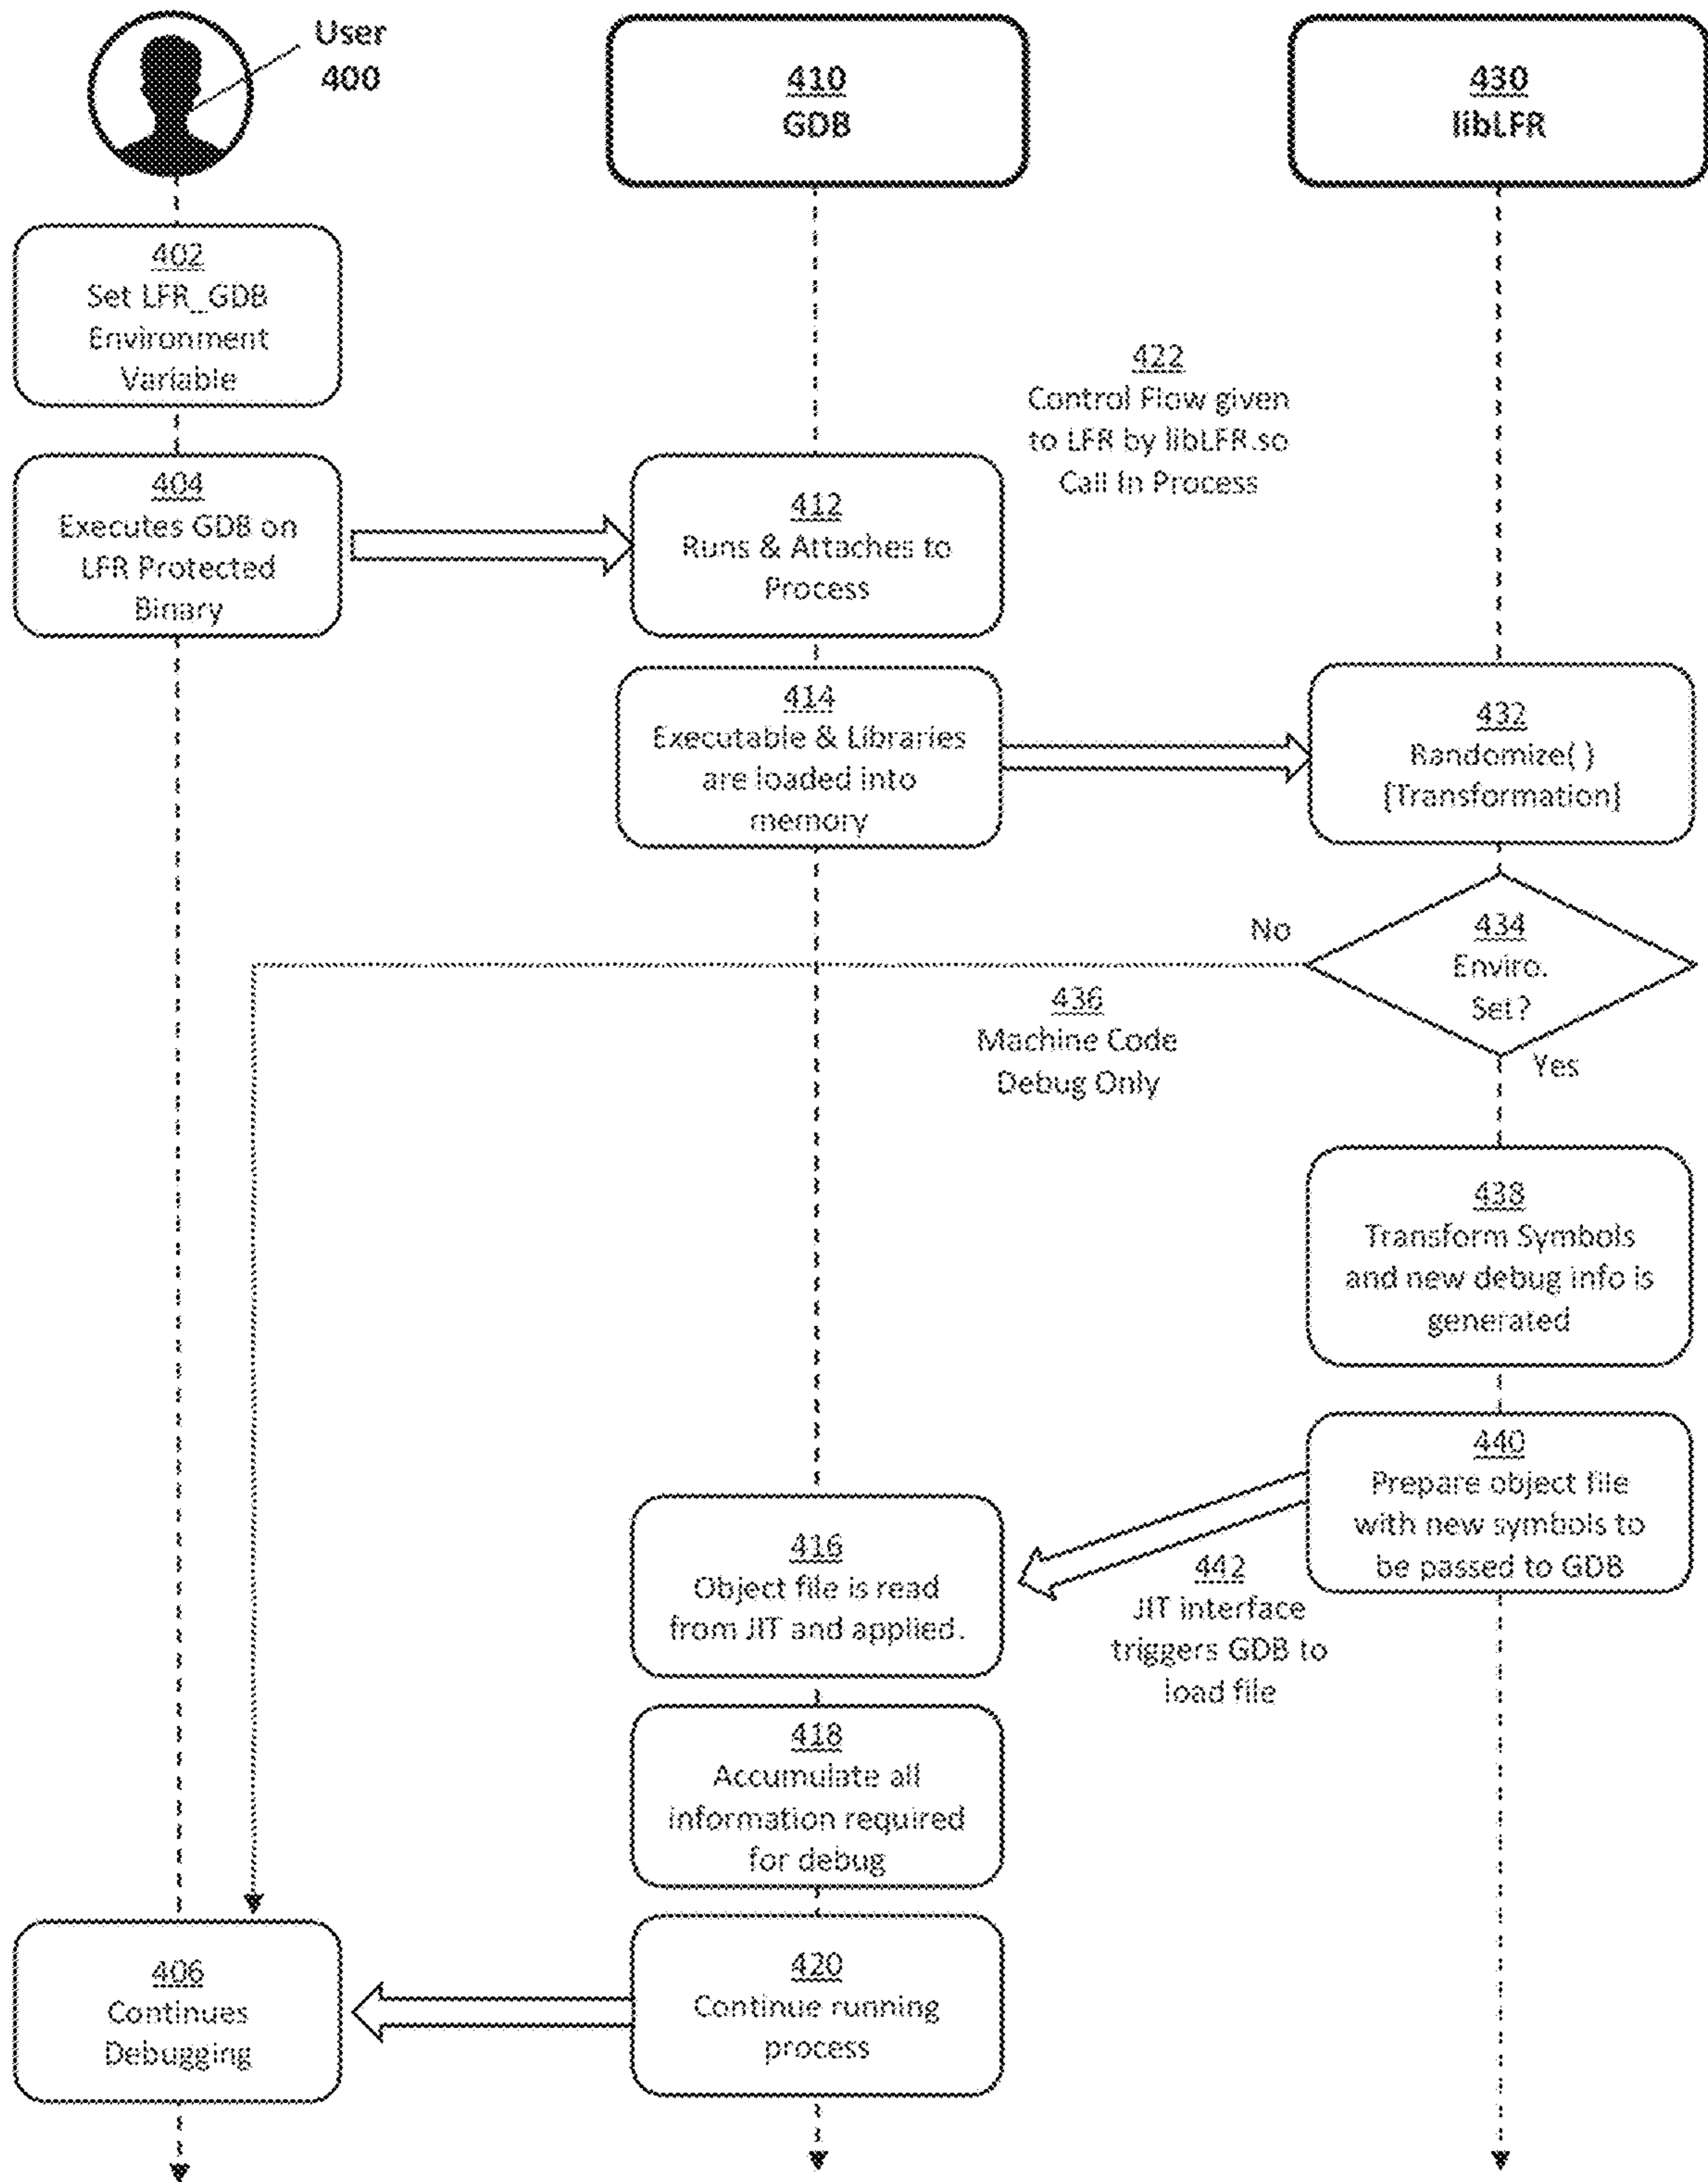 User
400
410
GDB
430
libLFR
402
Set LFR_GDB
Environment
Variable
422
Control Flow given
to LFR by libLFR.so
Call In Process
404
Executes GDB on
LFR Protected
Binary
412
Runs & Attaches to
Process
414
Executable & Libraries
are loaded into
memory
432
Randomize( )
[Transformation]
No
434
Enviro.
Set?
436
Machine Code
Debug Only
Yes
438
Transform Symbols
and new debug info is
generated
440
Prepare object file
with new symbols to
be passed to GDB
416
Object file is read
from JIT and applied.
442
JIT interface
triggers GDB to
load file
418
Accumulate all
information required
for debug
406
Continues
Debugging
420
Continue running
process